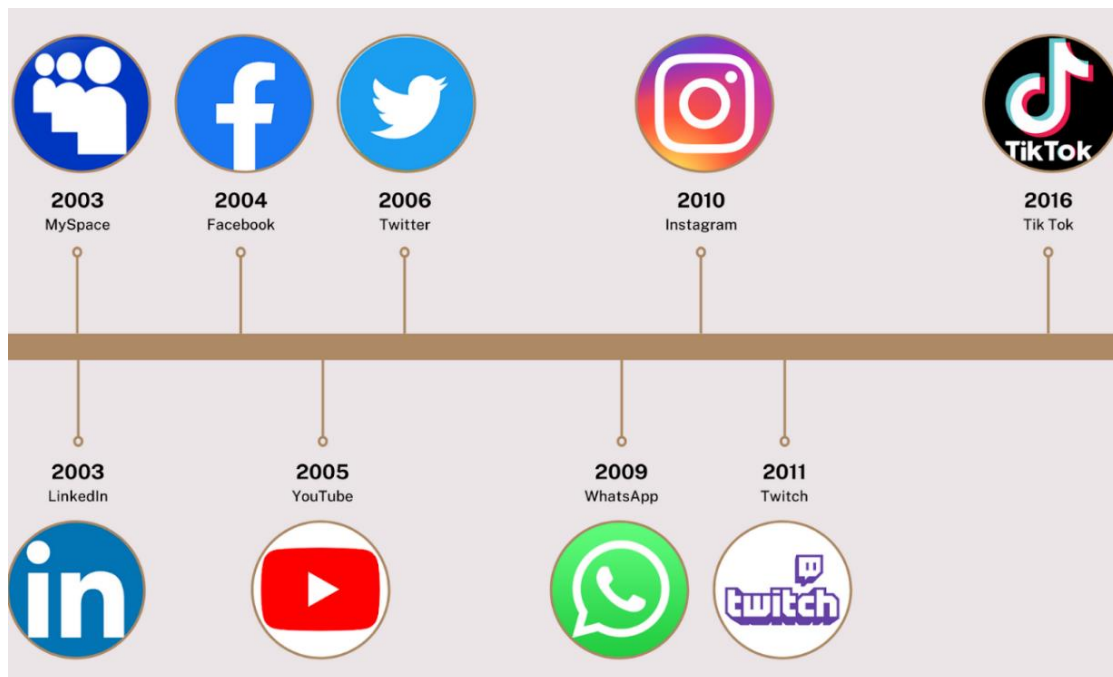 TikTok
2003
MySpace
2004
Facebook
2006
Twitter
2010
Instagram
2016
Tik Tok
2003
LinkedIn
2005
YouTube
2009
WhatsApp
2011
Twitch
in
twitch